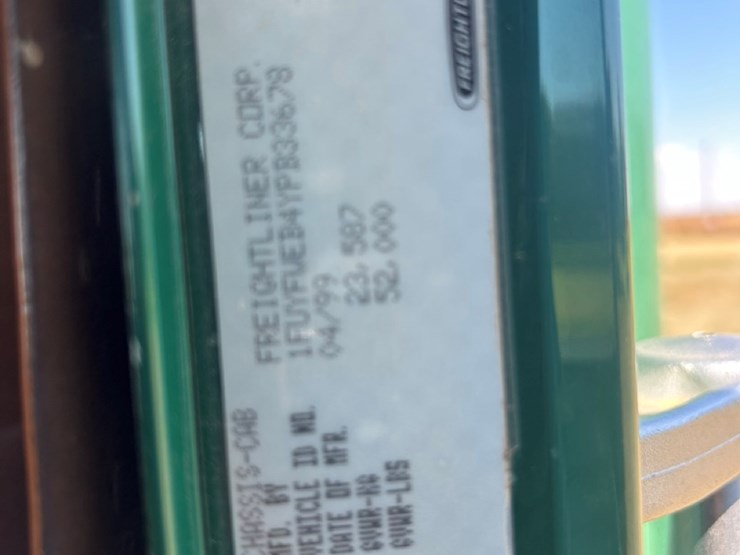 CHASSIS-CAB
MFD. BY FREIGHTLINER CORP.
VEHICLE ID NO. 1FUYFWEB4YPB33678
DATE OF MFR. 04/99
GVWR-KG 23,587
GVWR-LBS 52,000